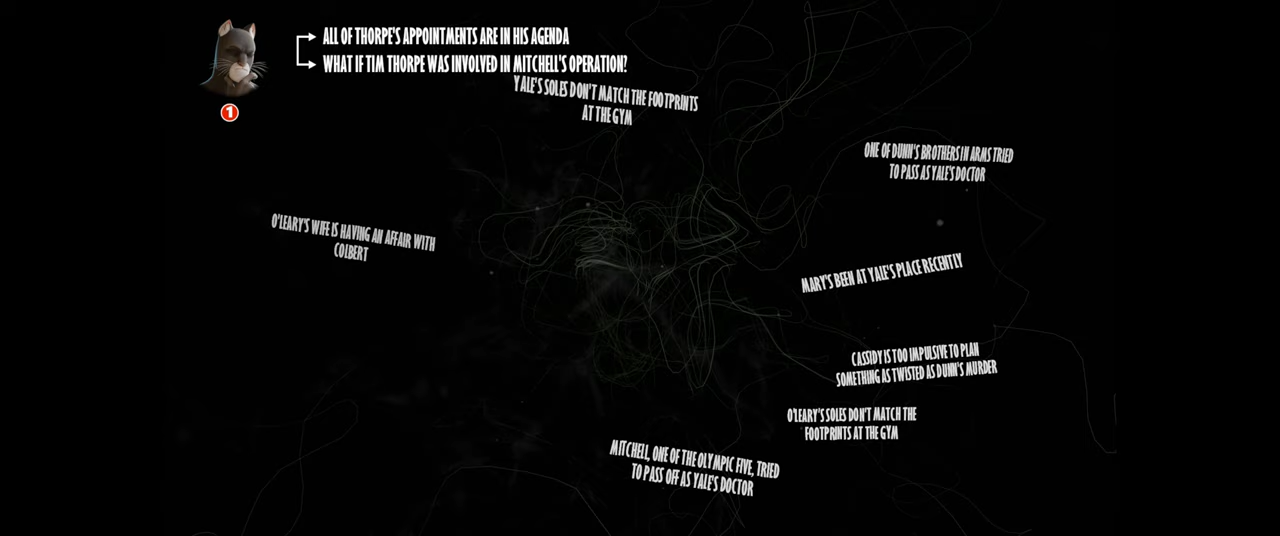 ALL OF THORPE'S APPOINTMENTS ARE IN HIS AGENDA
WHAT IF TIM THORPE WAS INVOLVED IN MITCHELL'S OPERATION?
1
YALE'S SOLES DON'T MATCH THE FOOTPRINTS
AT THE GYM
ONE OF DUNN'S BROTHERS IN ARMS TRIED
TO PASS AS YALE'S DOCTOR
O'LEARY'S WIFE IS HAVING AN AFFAIR WITH
COLBERT
MARY'S BEEN AT YALE'S PLACE RECENTLY
CASSIDY IS TOO IMPULSIVE TO PLAN
SOMETHING AS TWISTED AS DUNN'S MURDER
O'LEARY'S SOLES DON'T MATCH THE
FOOTPRINTS AT THE GYM
MITCHELL, ONE OF THE OLYMPIC FIVE, TRIED
TO PASS OFF AS YALE'S DOCTOR